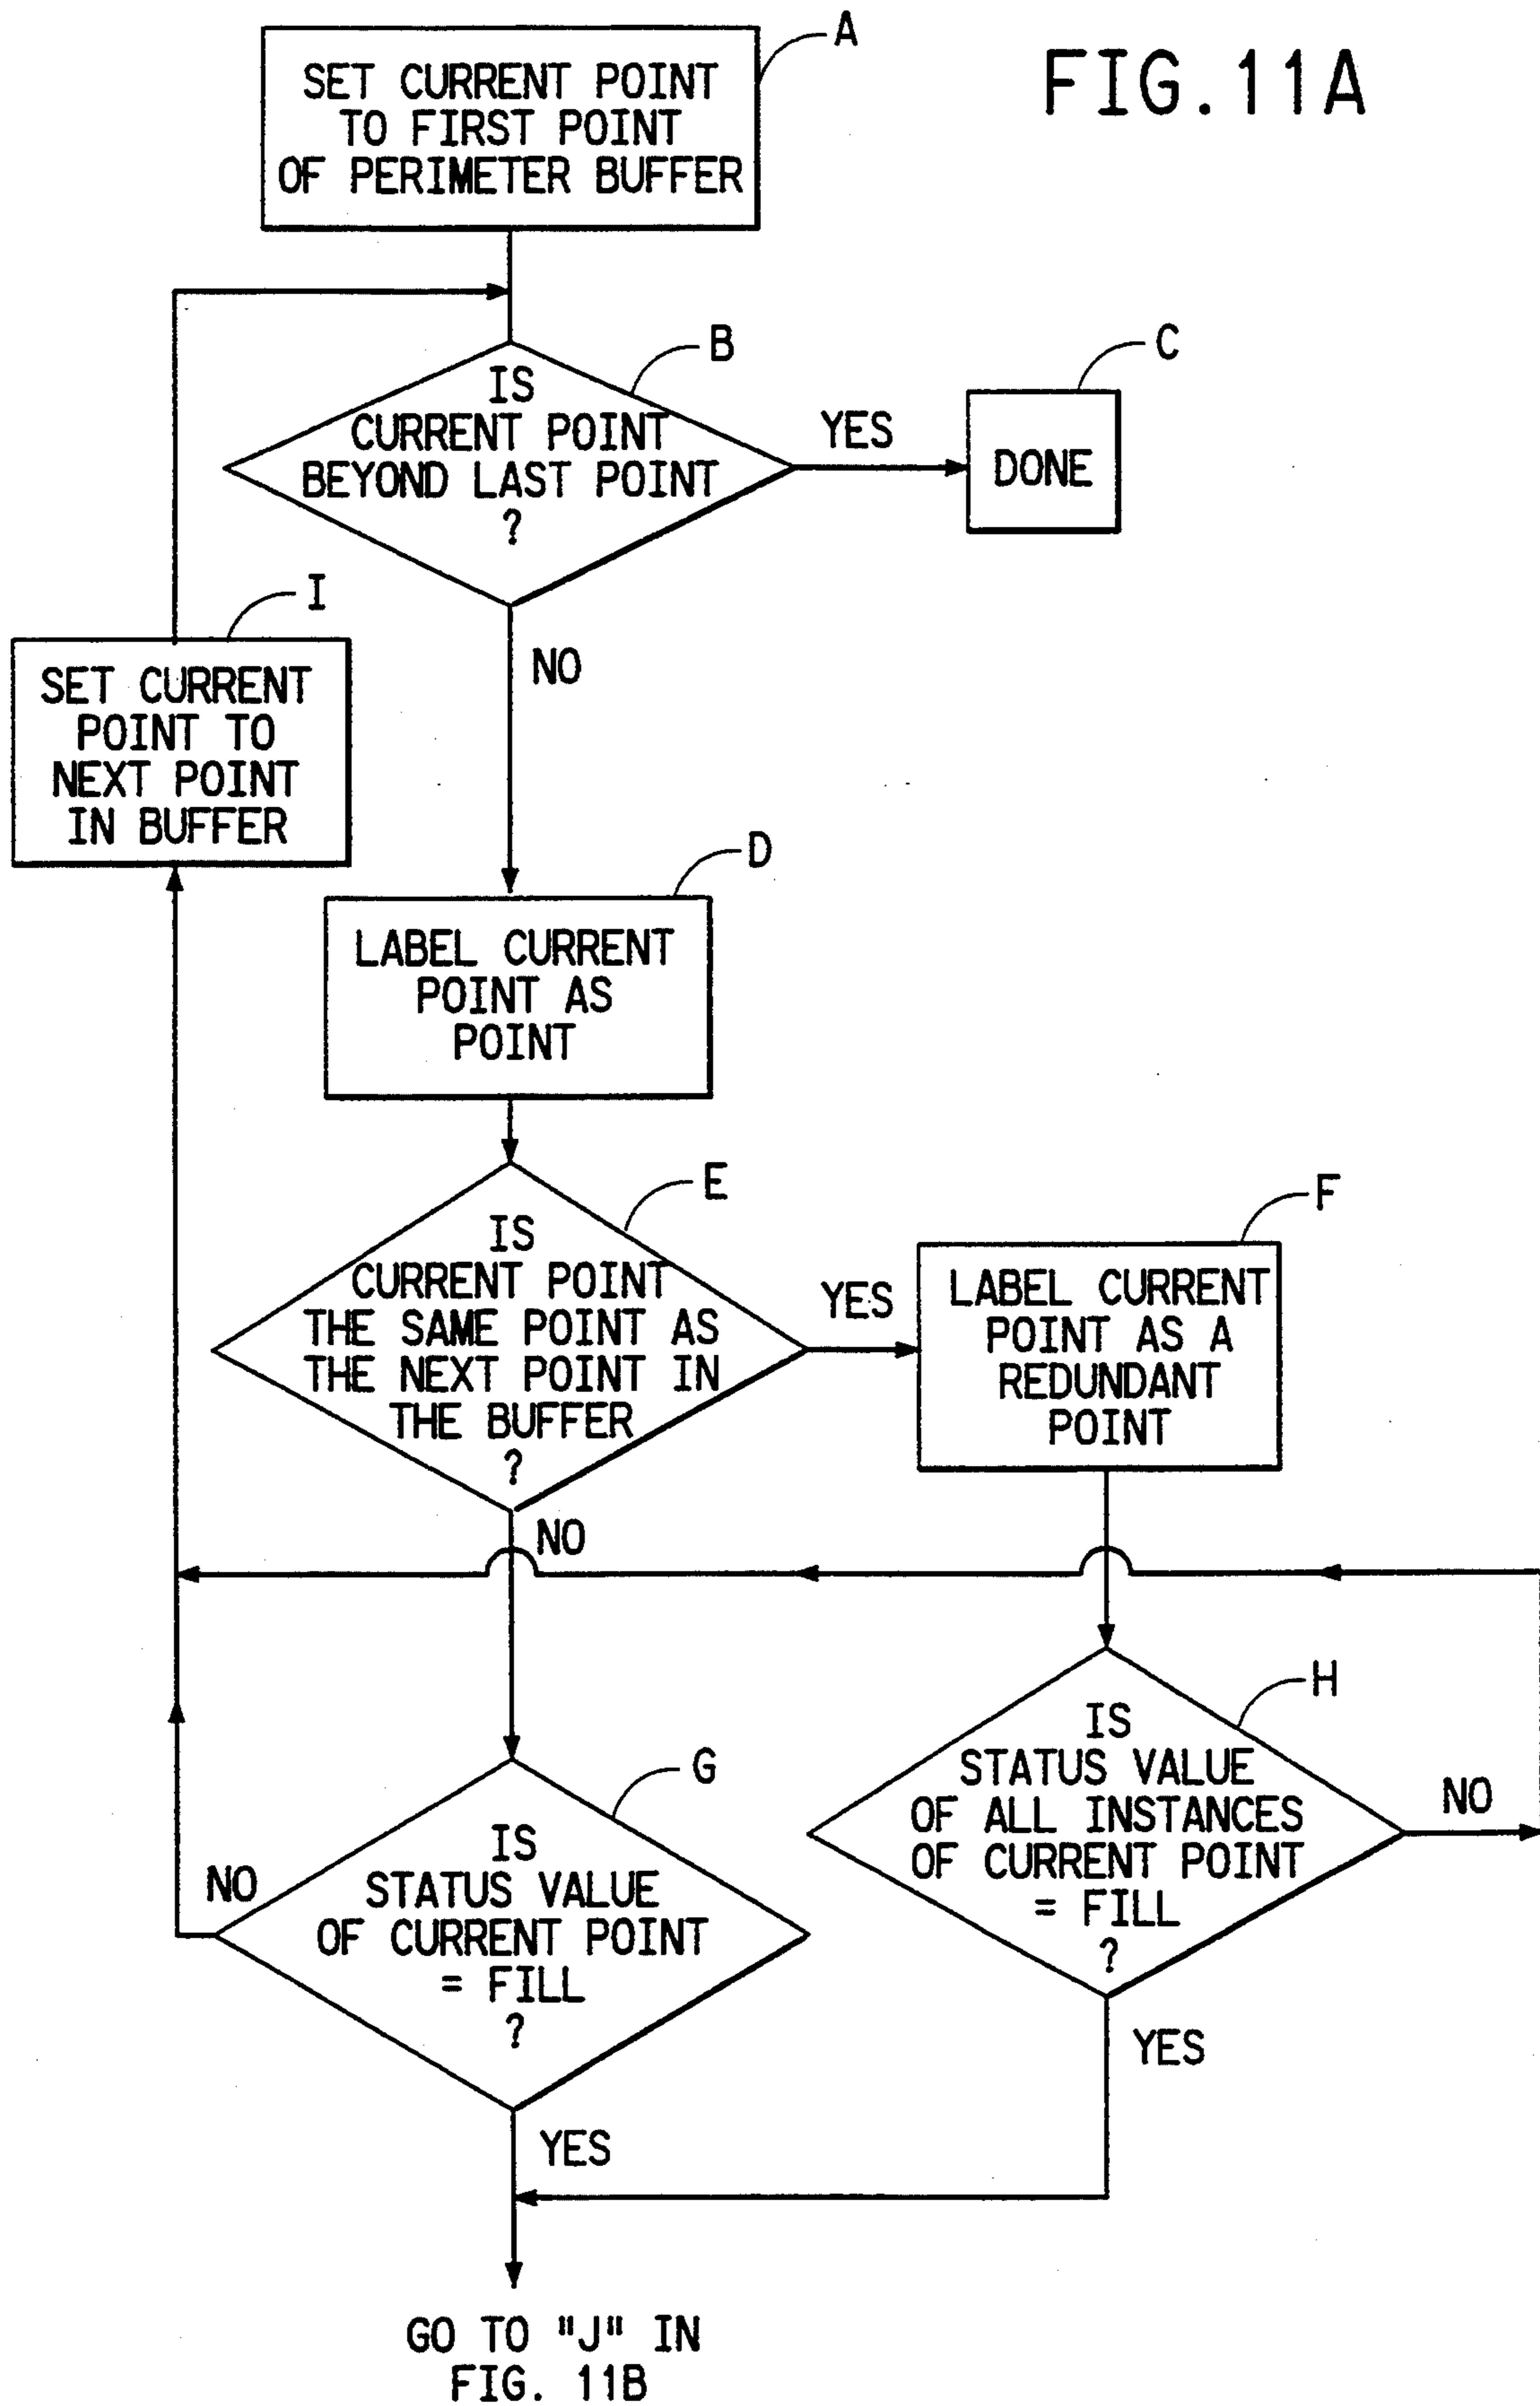 A
FIG.11A
SET CURRENT POINT
TO FIRST POINT
OF PERIMETER BUFFER
B
IS
CURRENT POINT
BEYOND LAST POINT
?
YES
C
DONE
NO
I
SET CURRENT
POINT TO
NEXT POINT
IN BUFFER
D
LABEL CURRENT
POINT AS
POINT
E
IS
CURRENT POINT
THE SAME POINT AS
THE NEXT POINT IN
THE BUFFER
?
YES
F
LABEL CURRENT
POINT AS A
REDUNDANT
POINT
NO
G
IS
STATUS VALUE
OF CURRENT POINT
= FILL
?
NO
YES
H
IS
STATUS VALUE
OF ALL INSTANCES
OF CURRENT POINT
= FILL
?
NO
YES
GO TO "J" IN
FIG. 11B